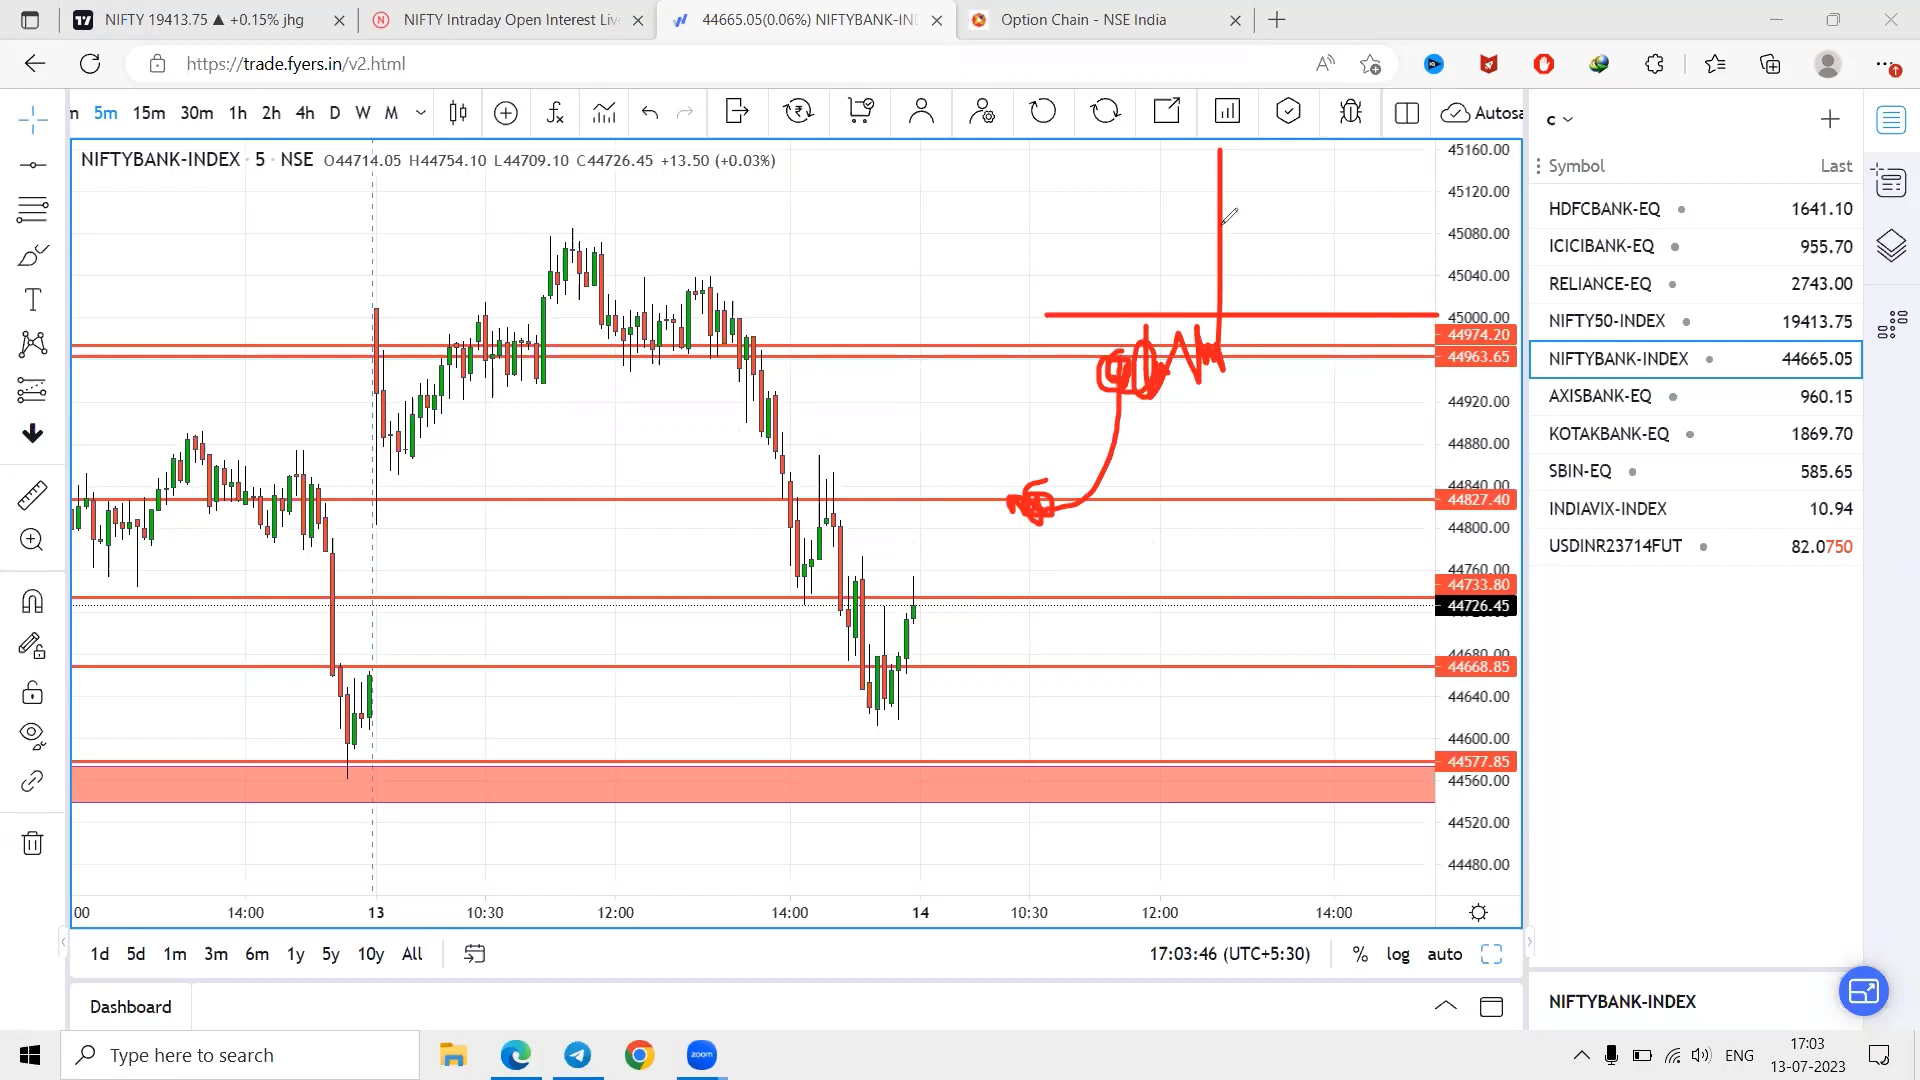 NIFTY 19413.75 ▲ +0.15% jhg
NIFTY Intraday Open Interest Liv
44665.05(0.06%) NIFTYBANK-IN
Option Chain - NSE India
https://trade.fyers.in/v2.html
m 5m 15m 30m 1h 2h 4h D W M
Autosa
NIFTYBANK-INDEX · 5 · NSE O44714.05 H44754.10 L44709.10 C44726.45 +13.50 (+0.03%)
45160.00
45120.00
45080.00
45040.00
45000.00
44974.20
44963.65
44920.00
44880.00
44840.00
44827.40
44800.00
44760.00
44733.80
44726.45
44680.00
44668.85
44640.00
44600.00
44577.85
44560.00
44520.00
44480.00
00 14:00 13 10:30 12:00 14:00 14 10:30 12:00 14:00
1d 5d 1m 3m 6m 1y 5y 10y All
17:03:46 (UTC+5:30) % log auto
Dashboard
c
Symbol Last
HDFCBANK-EQ 1641.10
ICICIBANK-EQ 955.70
RELIANCE-EQ 2743.00
NIFTY50-INDEX 19413.75
NIFTYBANK-INDEX 44665.05
AXISBANK-EQ 960.15
KOTAKBANK-EQ 1869.70
SBIN-EQ 585.65
INDIAVIX-INDEX 10.94
USDINR23714FUT 82.0750
NIFTYBANK-INDEX
Type here to search
zoom
ENG
17:03
13-07-2023